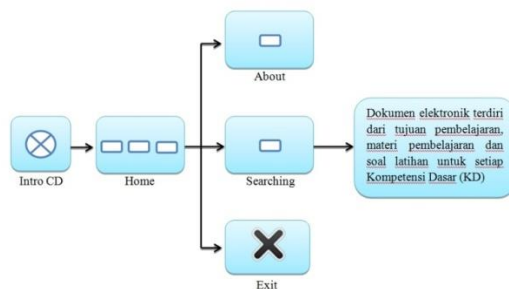 About
Dokumen elektronik terdiri
dari tujuan pembelajaran,
materi pembelajaran dan
soal latihan untuk setiap
Kompetensi Dasar (KD)
Intro CD
Home
Searching
Exit